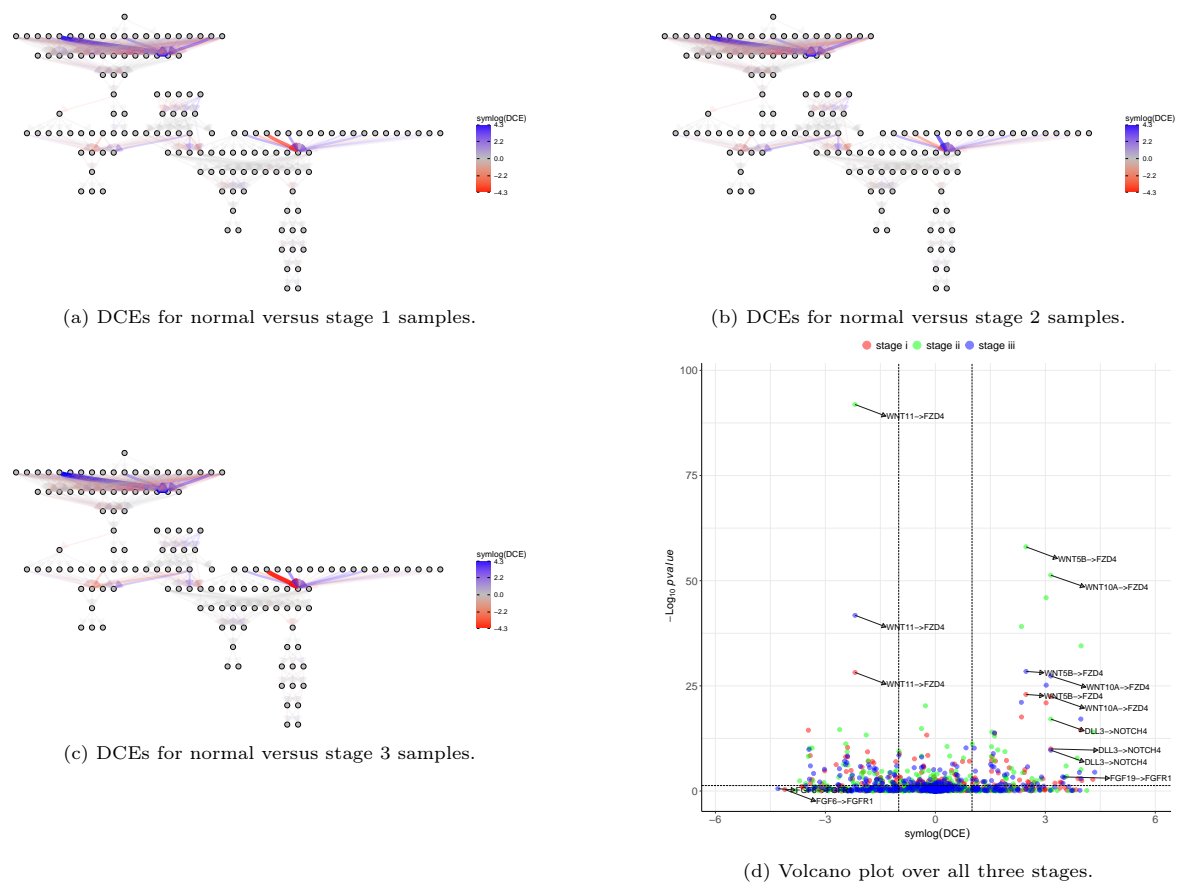 symlog(DCE)
4.3
2.2
0.0
−2.2
−4.3
(a) DCEs for normal versus stage 1 samples.
symlog(DCE)
4.3
2.2
0.0
−2.2
−4.3
(b) DCEs for normal versus stage 2 samples.
symlog(DCE)
4.3
2.2
0.0
−2.2
−4.3
(c) DCEs for normal versus stage 3 samples.
stage i stage ii stage iii
100
75
50
25
0
−Log10 pvalue
WNT11−>FZD4
WNT5B−>FZD4
WNT10A−>FZD4
WNT11−>FZD4
WNT5B−>FZD4
WNT10A−>FZD4
WNT11−>FZD4
WNT5B−>FZD4
WNT10A−>FZD4
DLL3−>NOTCH4
DLL3−>NOTCH4
DLL3−>NOTCH4
FGF19−>FGFR1
FGF6−>FGFR1
−6 −3 0 3 6
symlog(DCE)
(d) Volcano plot over all three stages.